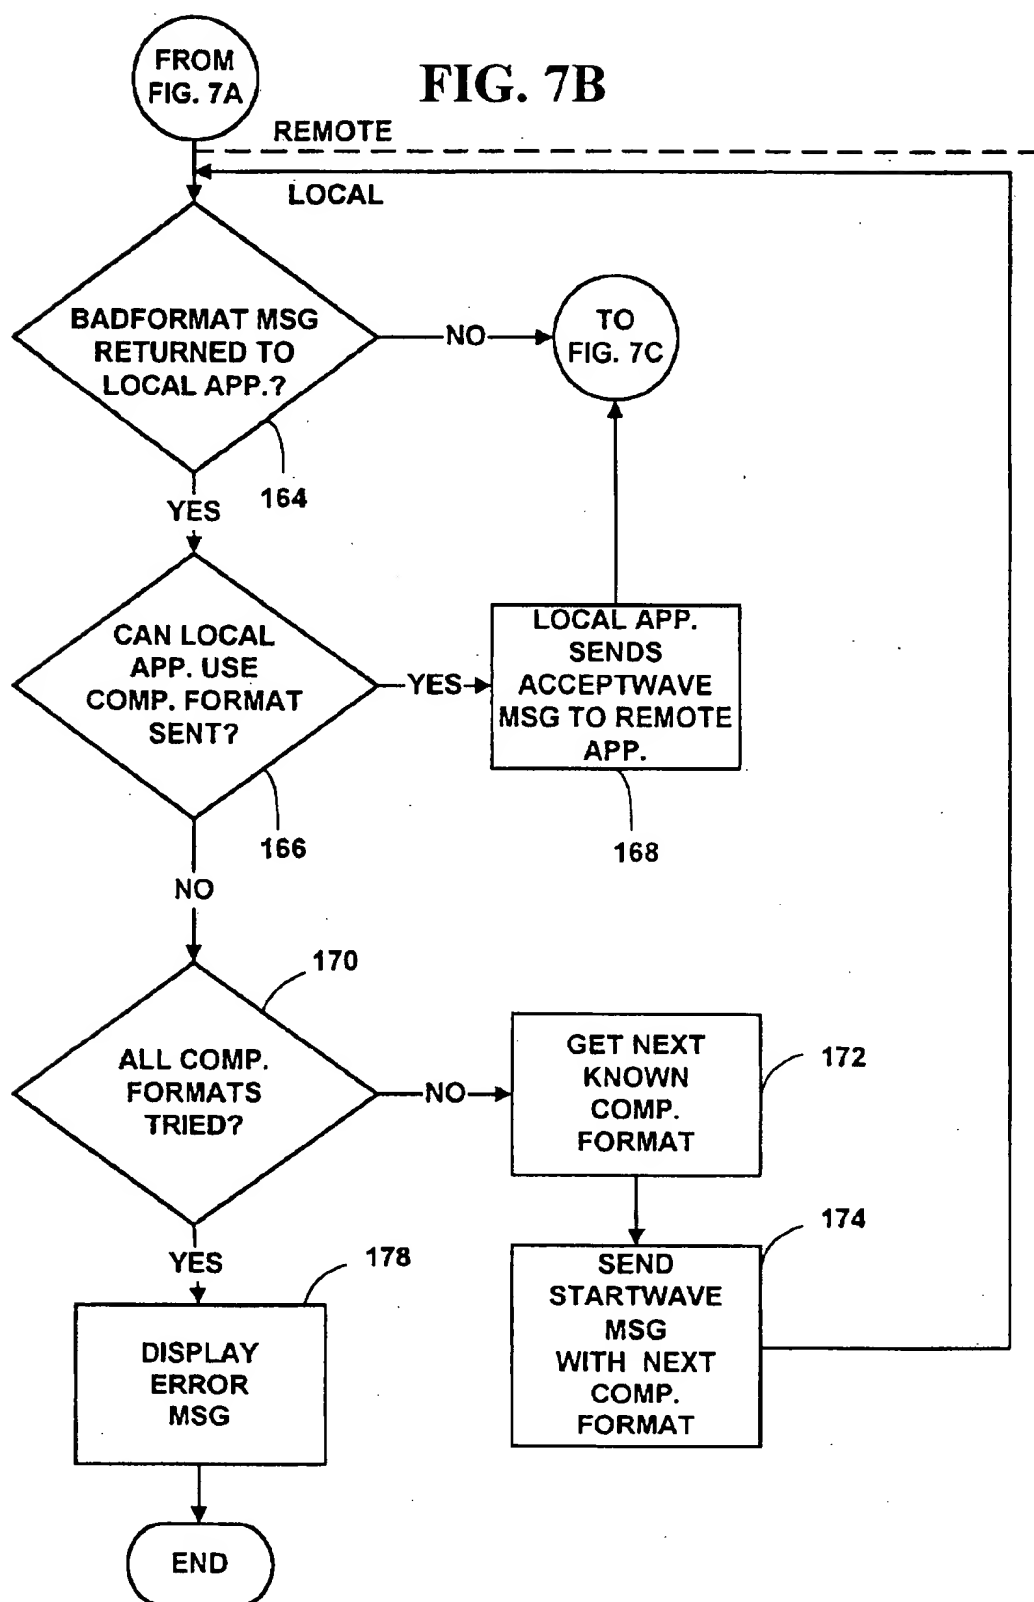 FROM
FIG. 7A
FIG. 7B
REMOTE
LOCAL
BADFORMAT MSG
RETURNED TO
LOCAL APP.?
NO
TO
FIG. 7C
164
YES
CAN LOCAL
APP. USE
COMP. FORMAT
SENT?
YES
LOCAL APP.
SENDS
ACCEPTWAVE
MSG TO REMOTE
APP.
166
168
NO
170
ALL COMP.
FORMATS
TRIED?
NO
GET NEXT
KNOWN
COMP.
FORMAT
172
174
YES
178
SEND
STARTWAVE
MSG
WITH NEXT
COMP.
FORMAT
DISPLAY
ERROR
MSG
END